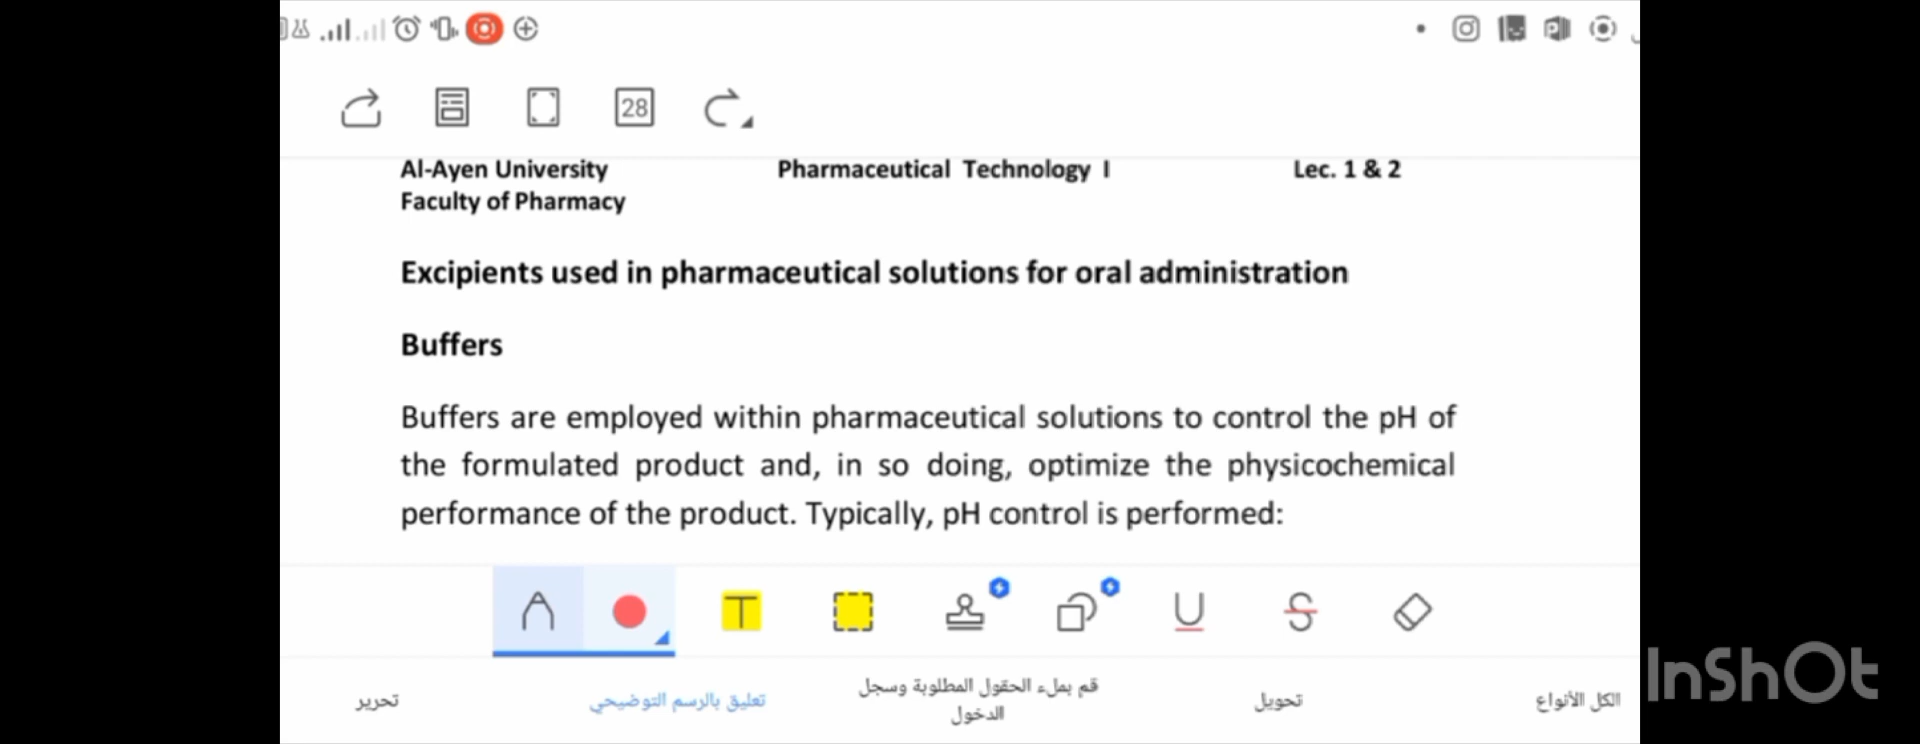 28
Al-Ayen University Pharmaceutical Technology I Lec. 1 & 2
Faculty of Pharmacy
Excipients used in pharmaceutical solutions for oral administration
Buffers
Buffers are employed within pharmaceutical solutions to control the pH of
the formulated product and, in so doing, optimize the physicochemical
performance of the product. Typically, pH control is performed:
الكل الأنواع
تحويل
قم بملء الحقول المطلوبة وسجل
الدخول
تعليق بالرسم التوضيحي
تحرير
InShOt